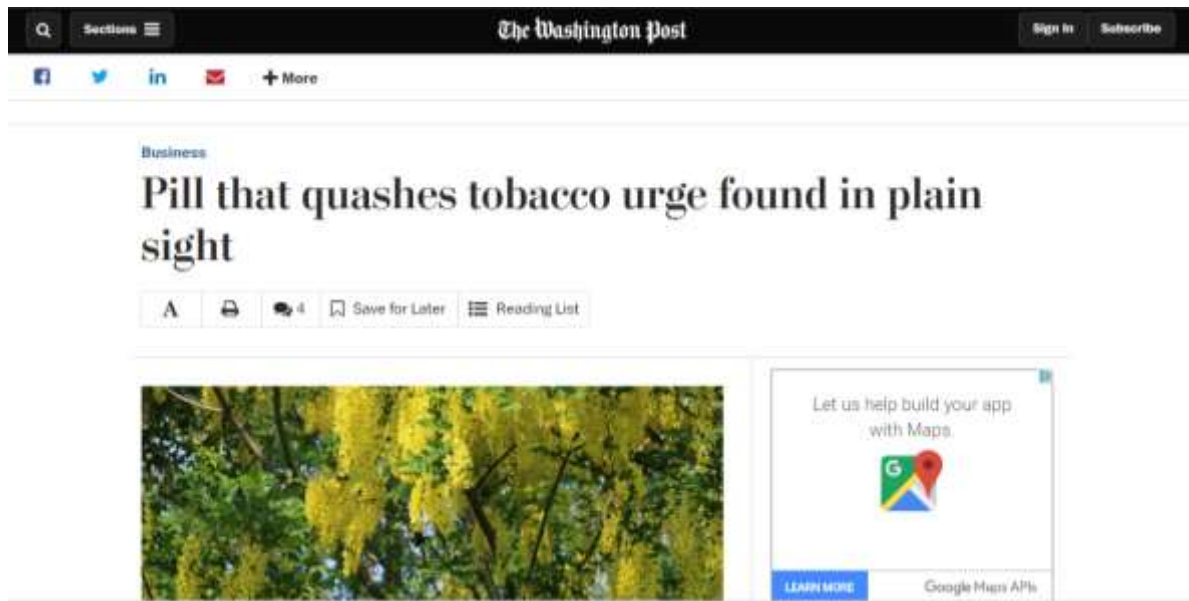 Sections
The Washington Post
Sign In
Subscribe
in
+ More
Business
Pill that quashes tobacco urge found in plain
sight
A
4
Save for Later
Reading List
Let us help build your app
with Maps.
G
LEARN MORE
Google Maps APIs